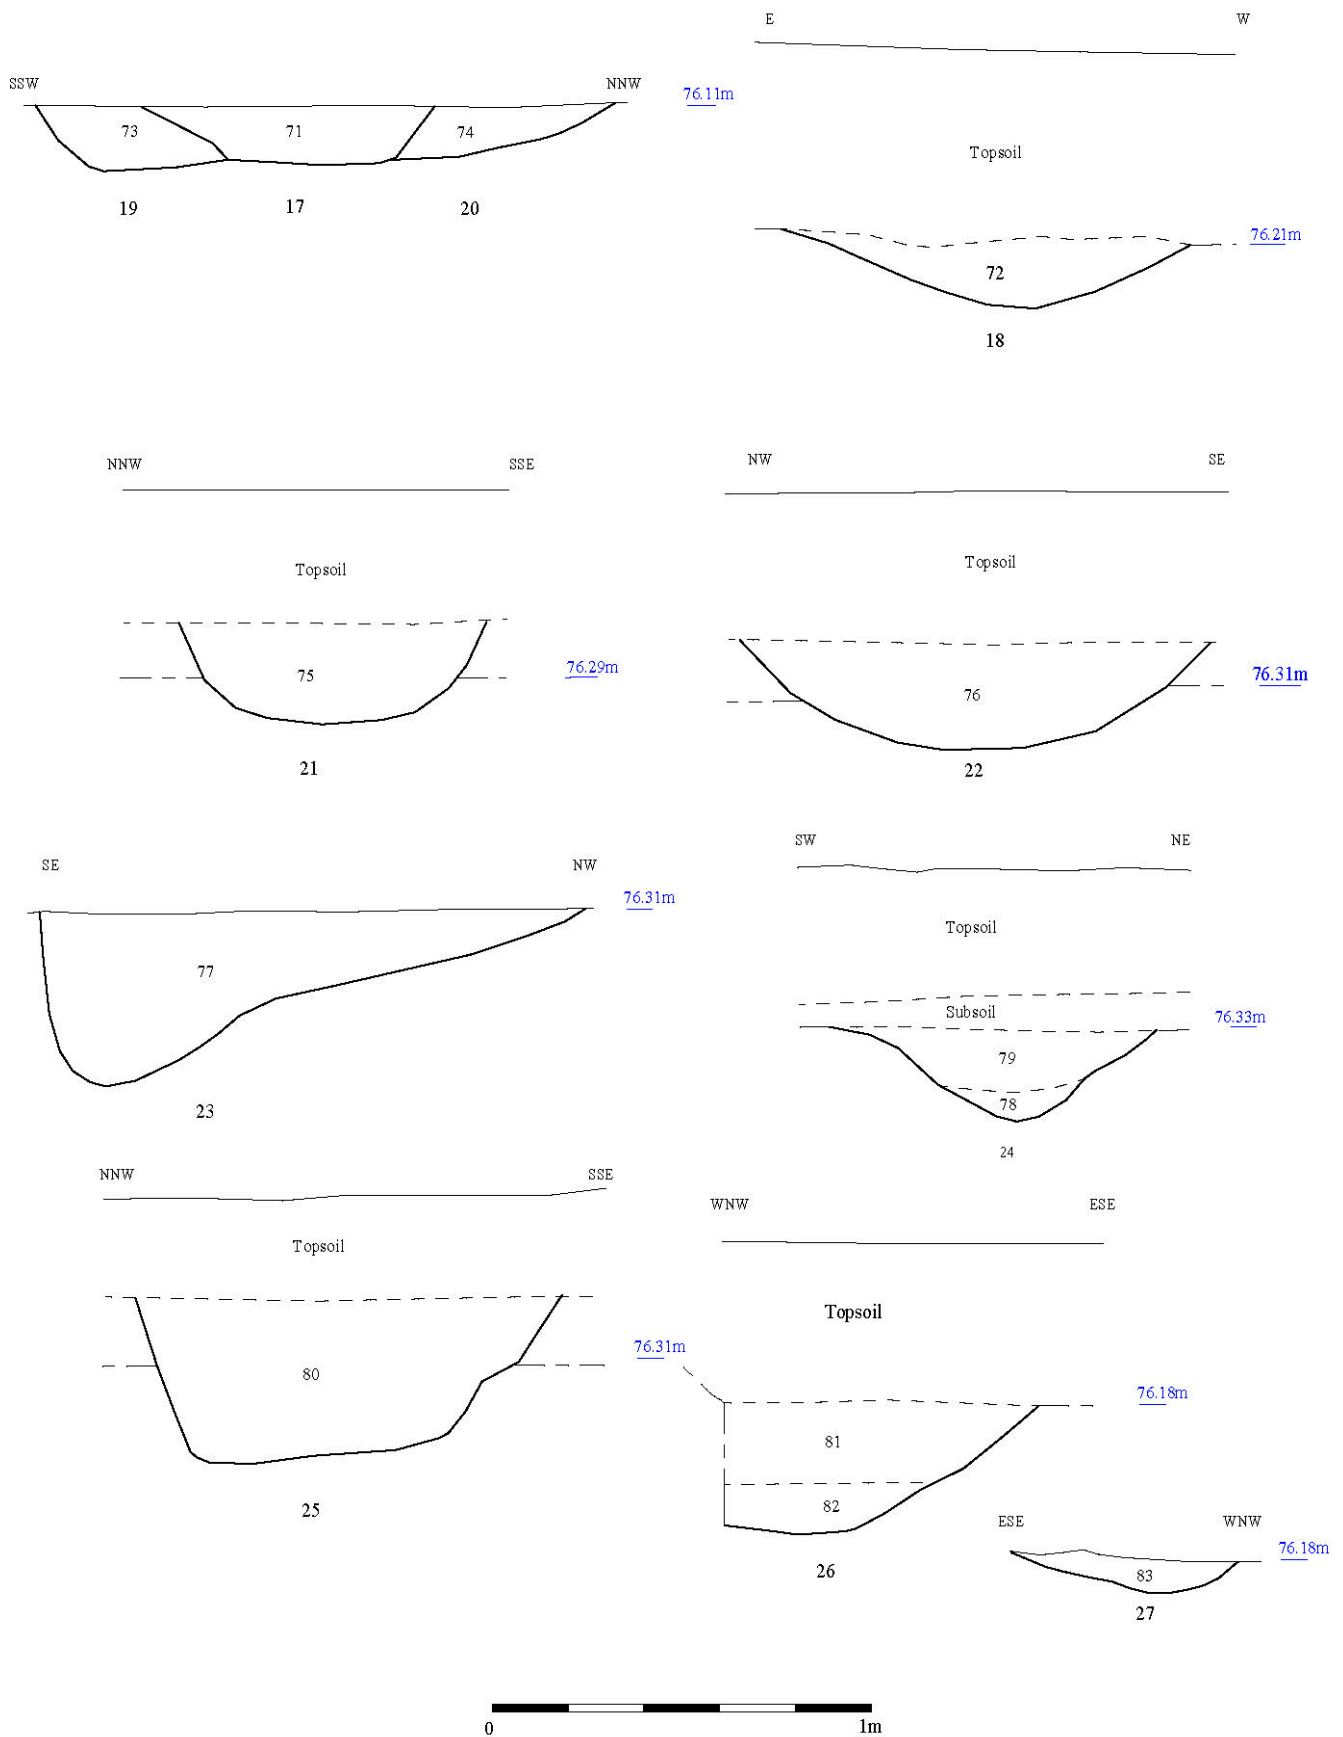 E W
SSW NNW 76.11m
73 71 74
Topsoil
19 17 20
76.21m
72
18
NNW SSE NW SE
Topsoil Topsoil
75 76.29m 76 76.31m
21 22
SW NE
SE NW
76.31m
Topsoil
77
Subsoil 76.33m
79
78
23
24
NNW SSE
WNW ESE
Topsoil
Topsoil
76.31m
80
76.18m
81
82
25
ESE WNW
76.18m
26 83
27
0 1m